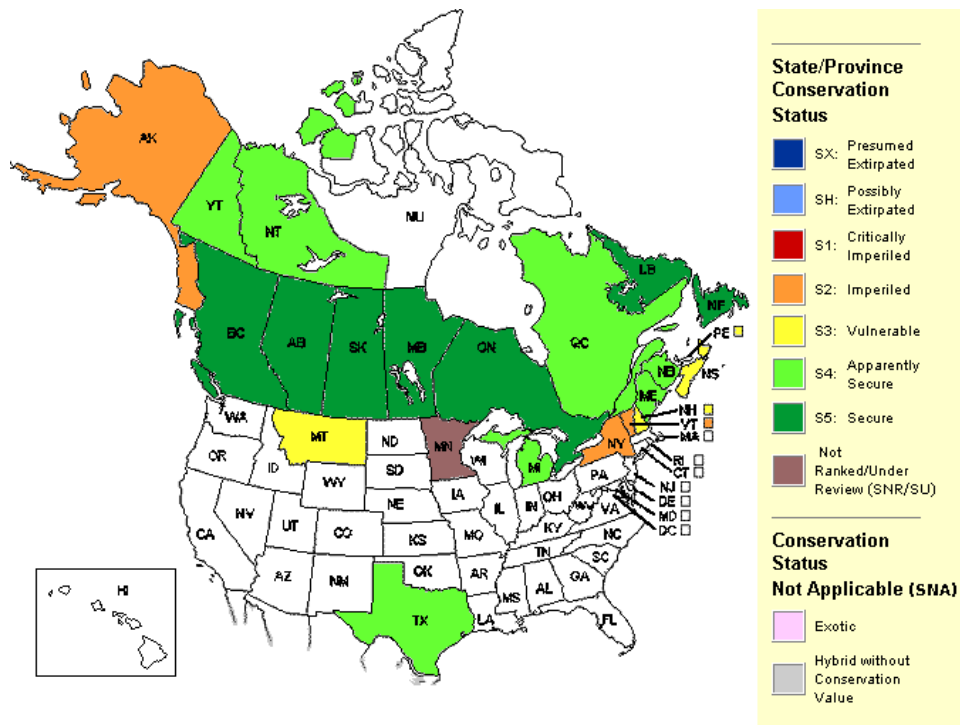 AK
YT
NT
NU
BC
AB
SK
MB
ON
QC
LB
NF
PE
NB
NS
ME
NH
VT
MA
RI
CT
NJ
DE
MD
DC
WA
OR
ID
MT
ND
MN
SD
WY
WI
MI
NY
PA
NE
IA
IL
IN
OH
WV
VA
KY
NV
UT
CO
KS
MO
CA
AZ
NM
OK
AR
TN
NC
SC
MS
AL
GA
TX
LA
FL
HI
State/Province
Conservation
Status
SX: Presumed
Extirpated
SH: Possibly
Extirpated
S1: Critically
Imperiled
S2: Imperiled
S3: Vulnerable
S4: Apparently
Secure
S5: Secure
Not
Ranked/Under
Review (SNR/SU)
Conservation
Status
Not Applicable (SNA)
Exotic
Hybrid without
Conservation
Value